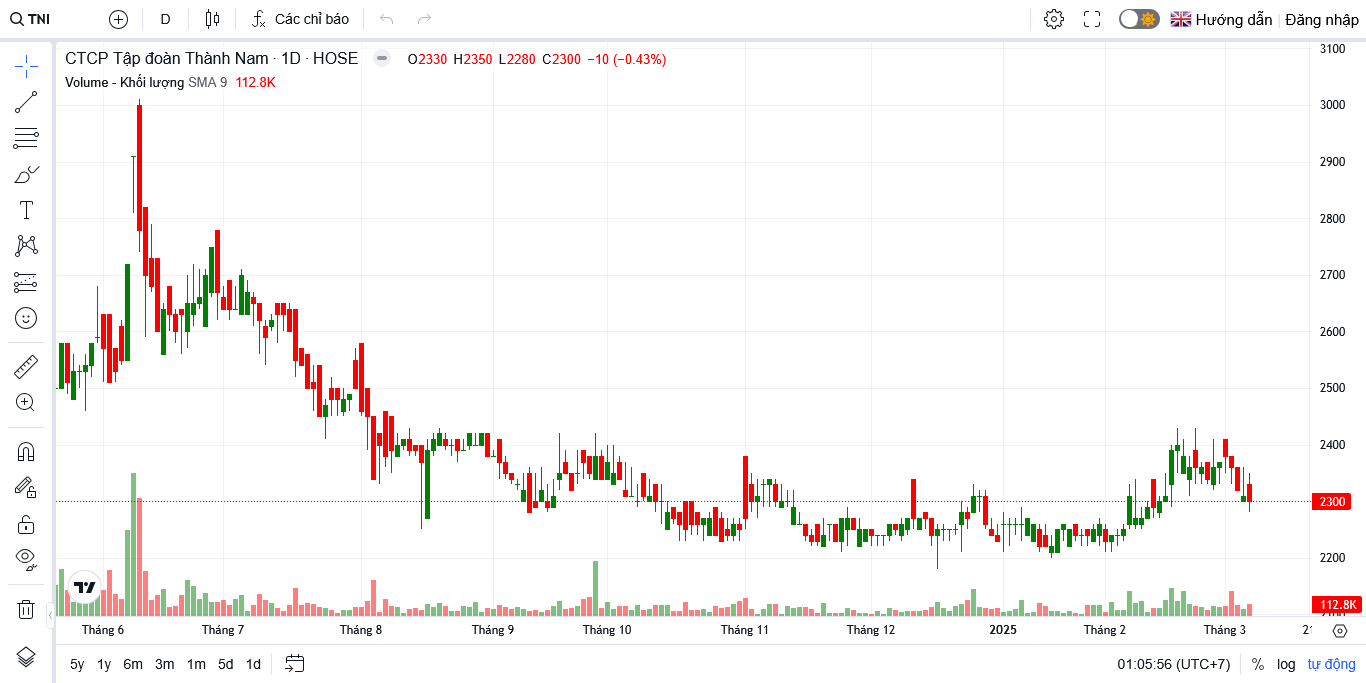 TNI D Các chỉ báo Hướng dẫn Đăng nhập
CTCP Tập đoàn Thành Nam · 1D · HOSE O2330 H2350 L2280 C2300 −10 (−0.43%)
Volume - Khối lượng SMA 9 112.8K
3100
3000
2900
2800
2700
2600
2500
2400
2300
2200
112.8K
Tháng 6 Tháng 7 Tháng 8 Tháng 9 Tháng 10 Tháng 11 Tháng 12 2025 Tháng 2 Tháng 3
5y 1y 6m 3m 1m 5d 1d 01:05:56 (UTC+7) % log tự động